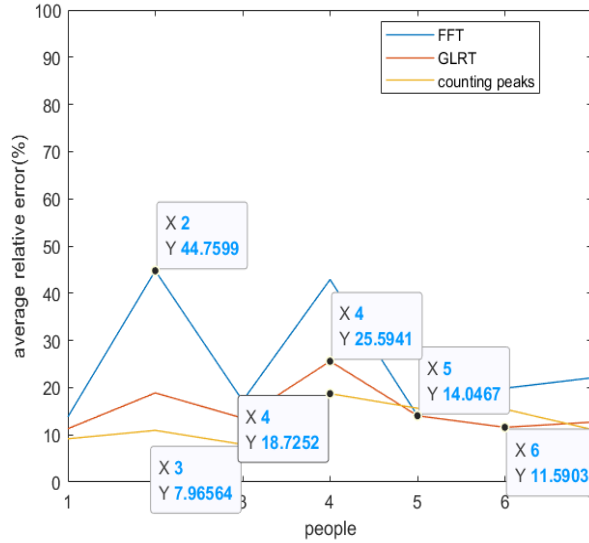 100
90
80
70
60
50
40
30
20
10
0
average relative error(%)
FFT
GLRT
counting peaks
X 2
Y 44.7599
X 4
Y 25.5941
X 5
Y 14.0467
X 4
Y 18.7252
X 3
Y 7.96564
X 6
Y 11.5903
1 3 4 5 6
people